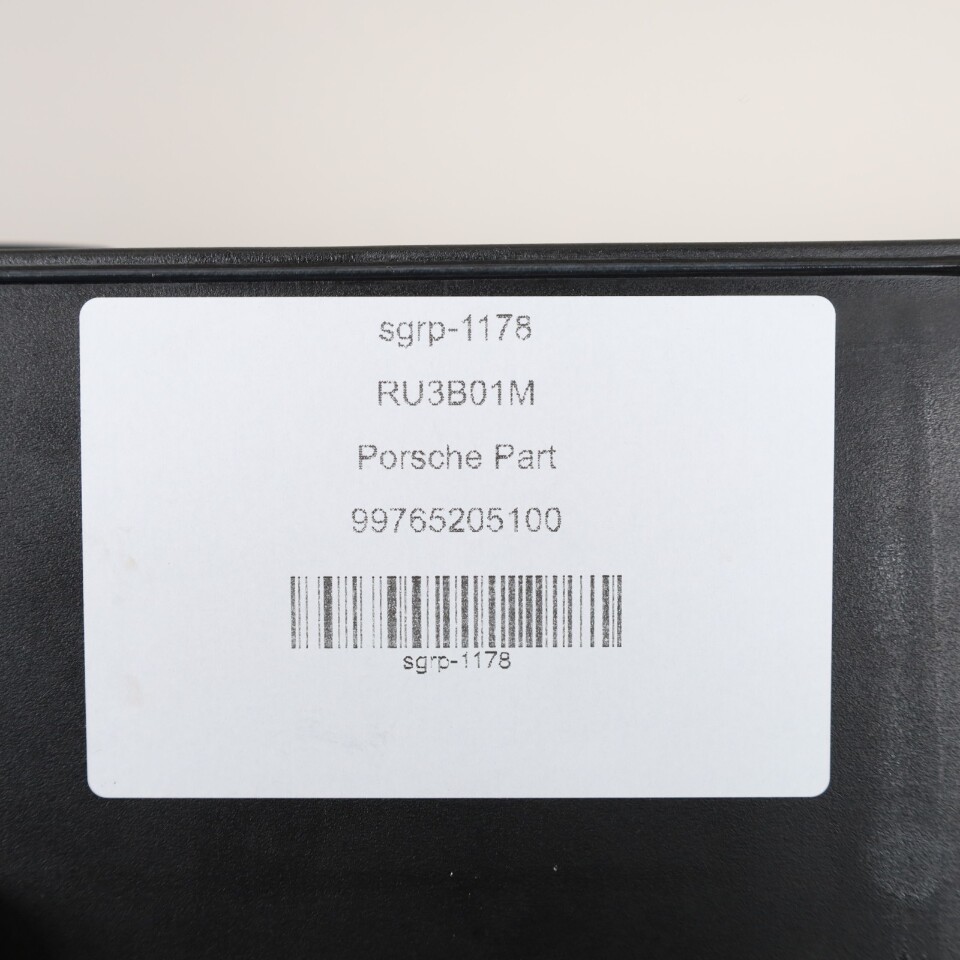 sgrp-1178
RU3B01M
Porsche Part
99765205100
sgrp-1178